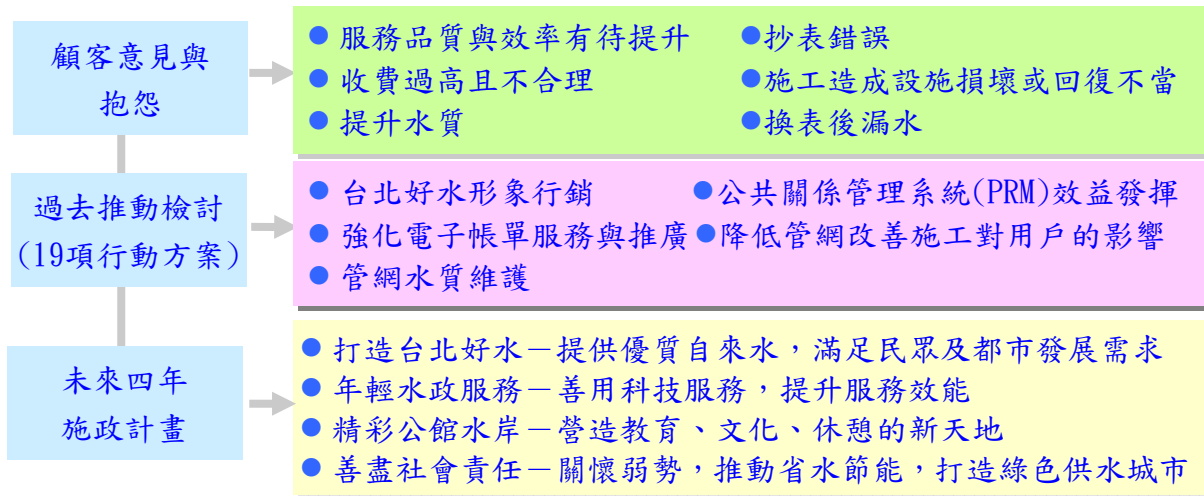 顧客意見與
抱怨
●服務品質與效率有待提升 ●抄表錯誤
●收費過高且不合理 ●施工造成設施損壞或回復不當
●提升水質 ●換表後漏水
過去推動檢討
(19項行動方案)
●台北好水形象行銷 ●公共關係管理系統(PRM)效益發揮
●強化電子帳單服務與推廣 ●降低管網改善施工對用戶的影響
●管網水質維護
未來四年
施政計畫
●打造台北好水－提供優質自來水，滿足民眾及都市發展需求
●年輕水政服務－善用科技服務，提升服務效能
●精彩公館水岸－營造教育、文化、休憩的新天地
●善盡社會責任－關懷弱勢，推動省水節能，打造綠色供水城市